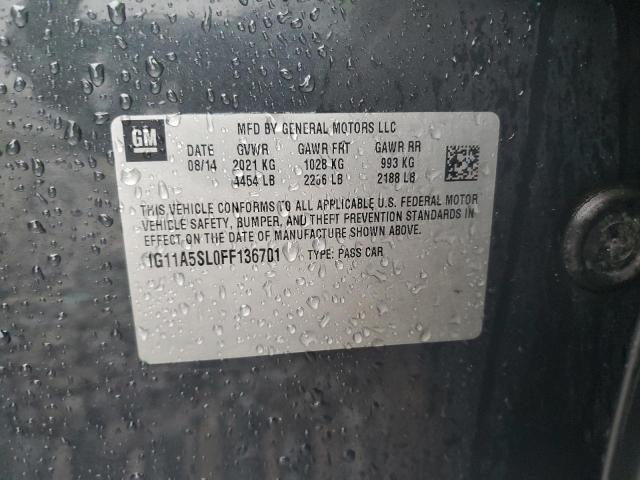 GM
MFD BY GENERAL MOTORS LLC
DATE GVWR GAWR FRT GAWR RR
08/14 2021 KG 1028 KG 993 KG
4454 LB 2266 LB 2188 LB
THIS VEHICLE CONFORMS TO ALL APPLICABLE U.S. FEDERAL MOTOR
VEHICLE SAFETY, BUMPER, AND THEFT PREVENTION STANDARDS IN
EFFECT ON THE DATE OF MANUFACTURE SHOWN ABOVE.
1G11A5SL0FF136701 TYPE: PASS CAR